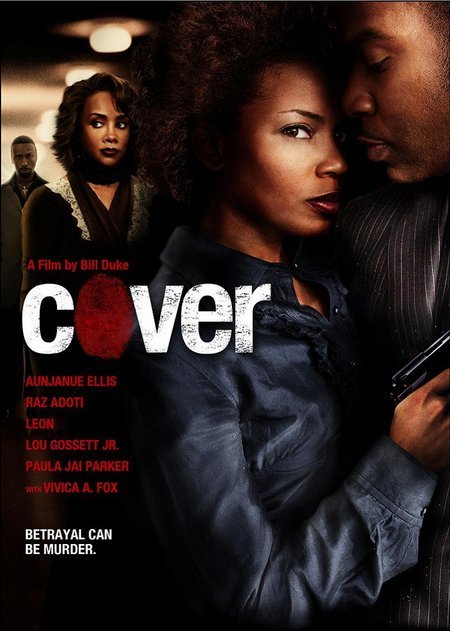 A Film by Bill Duke
cover
AUNJANUE ELLIS
RAZ ADOTI
LEON
LOU GOSSETT JR.
PAULA JAI PARKER
WITH VIVICA A. FOX
BETRAYAL CAN
BE MURDER.